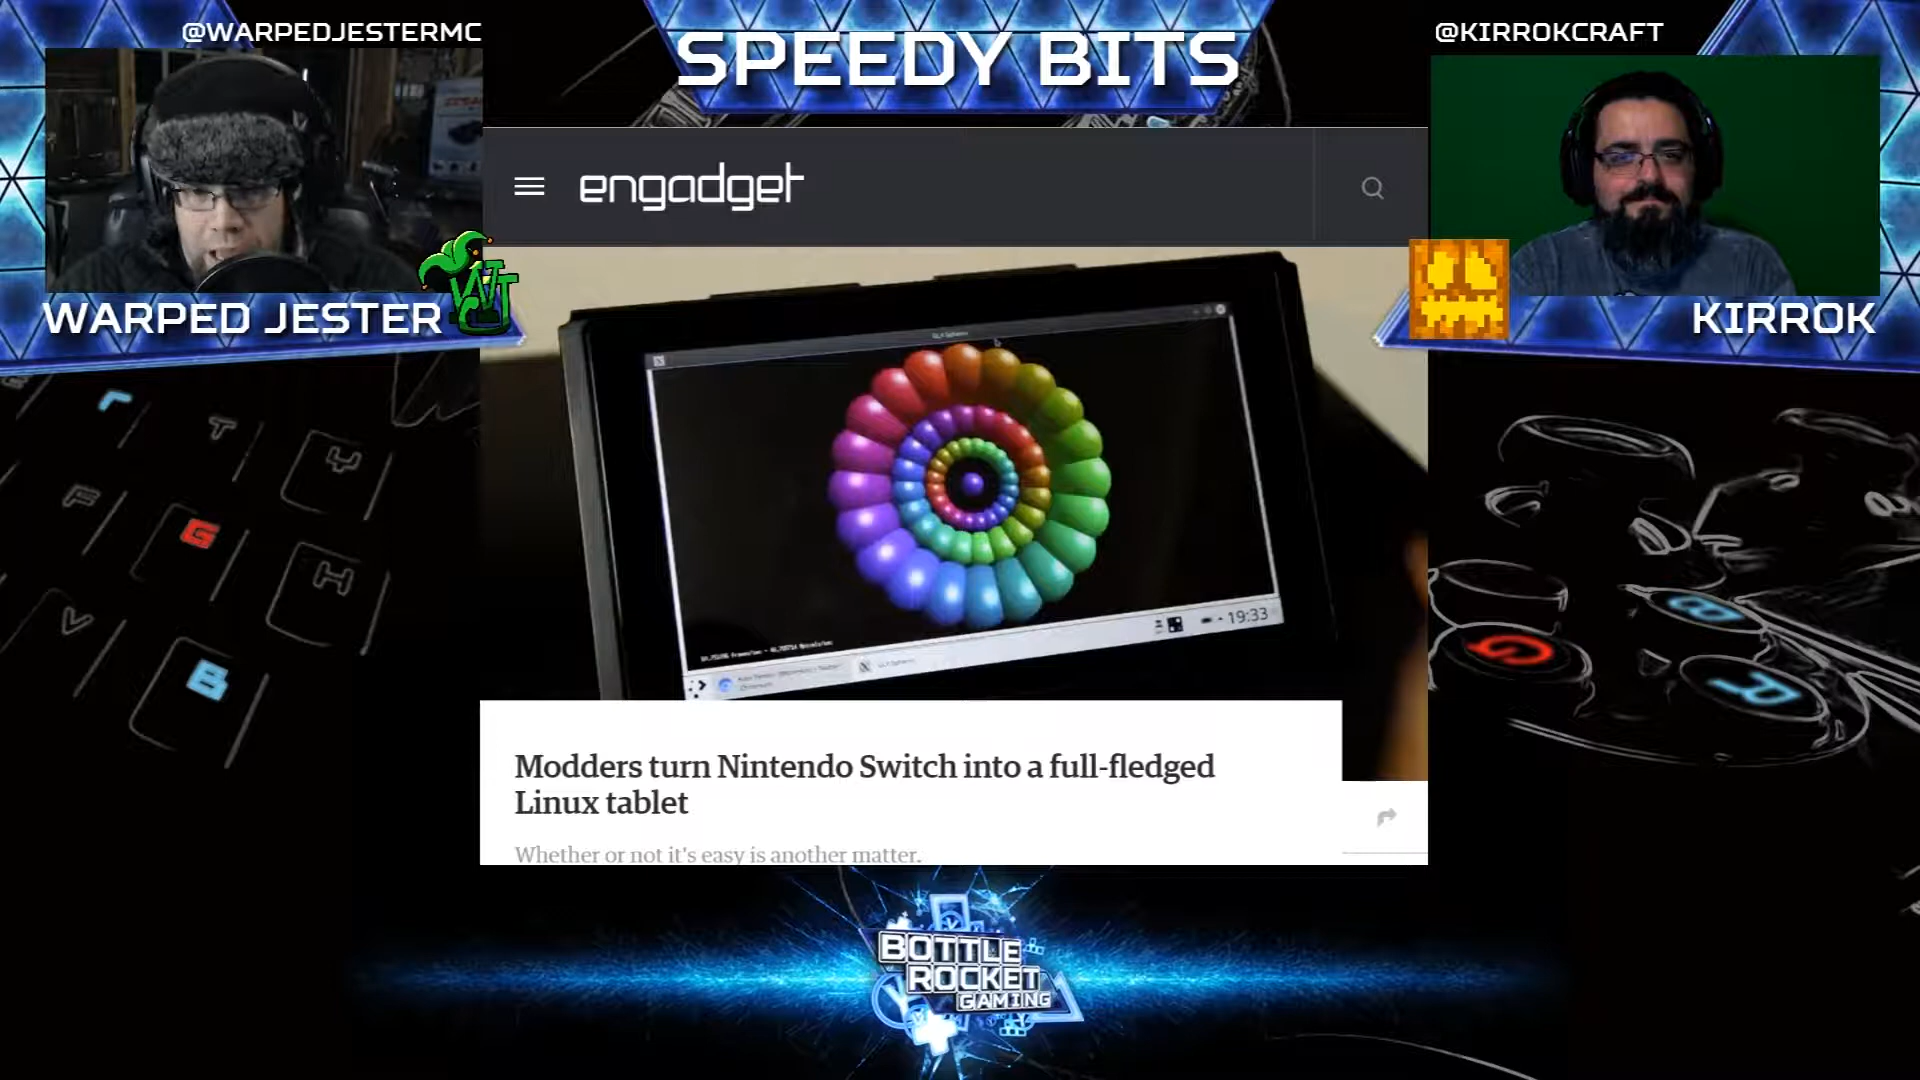 @WARPEDJESTERMC
SPEEDY BITS
@KIRROKCRAFT
engadget
WARPED JESTER
WJ
KIRROK
19:33
Modders turn Nintendo Switch into a full-fledged
Linux tablet
Whether or not it's easy is another matter.
T
Y
F
G
H
V
B
G
B
R
BOTTLE
ROCKET
GAMING